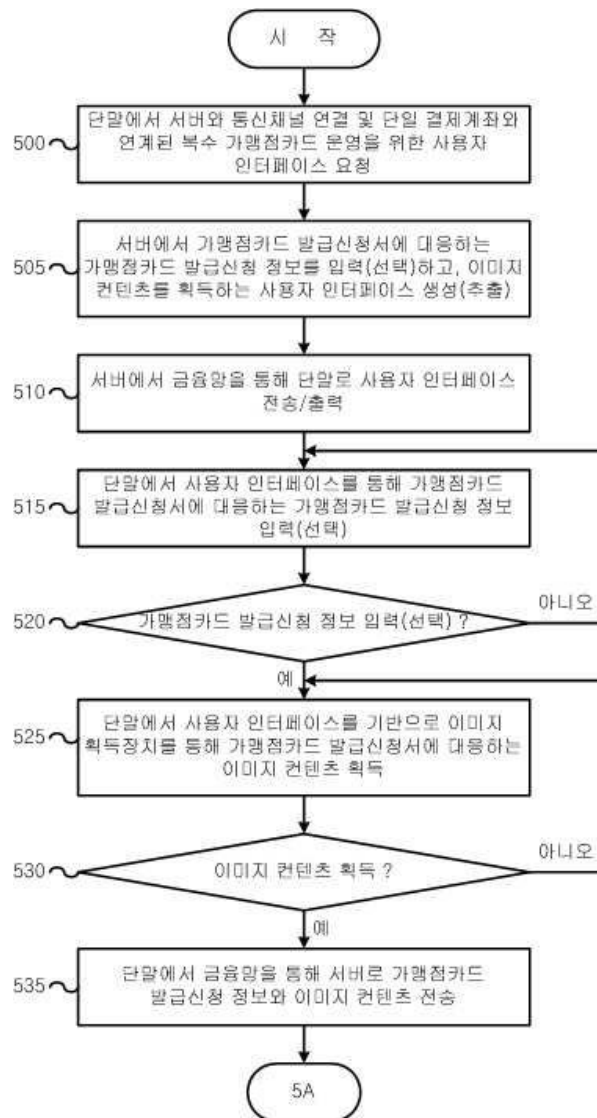 시 작
500
단말에서 서버와 통신채널 연결 및 단일 결제계좌와
연계된 복수 가맹점카드 운영을 위한 사용자
인터페이스 요청
505
서버에서 가맹점카드 발급신청서에 대응하는
가맹점카드 발급신청 정보를 입력(선택)하고, 이미지
컨텐츠를 획득하는 사용자 인터페이스 생성(추출)
510
서버에서 금융망을 통해 단말로 사용자 인터페이스
전송/출력
515
단말에서 사용자 인터페이스를 통해 가맹점카드
발급신청서에 대응하는 가맹점카드 발급신청 정보
입력(선택)
520
가맹점카드 발급신청 정보 입력(선택) ?
아니오
예
525
단말에서 사용자 인터페이스를 기반으로 이미지
획득장치를 통해 가맹점카드 발급신청서에 대응하는
이미지 컨텐츠 획득
530
이미지 컨텐츠 획득 ?
아니오
예
535
단말에서 금융망을 통해 서버로 가맹점카드
발급신청 정보와 이미지 컨텐츠 전송
5A